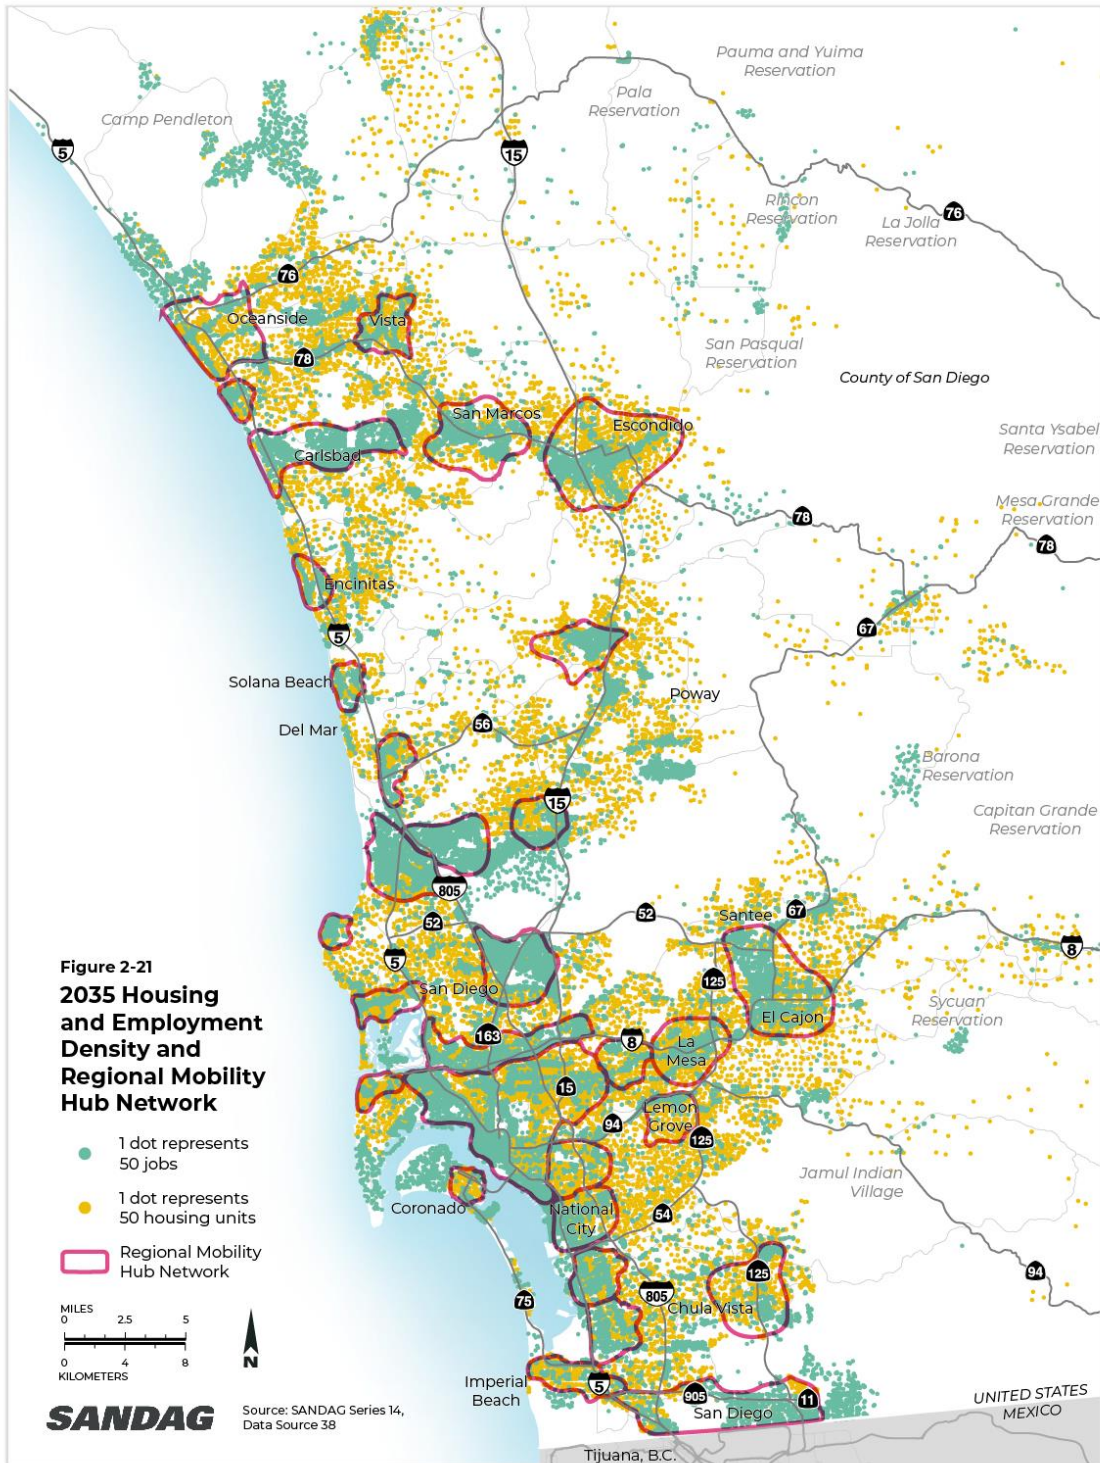 Pauma and Yuima
Reservation
Pala
Reservation
Camp Pendleton
5
15
Rincon
Reservation
La Jolla
Reservation
76
76
Oceanside
Vista
78
San Pasqual
Reservation
County of San Diego
San Marcos
Escondido
Carlsbad
Santa Ysabel
Reservation
Mesa Grande
Reservation
78
78
Encinitas
67
5
Solana Beach
Poway
Del Mar
56
Barona
Reservation
15
Capitan Grande
Reservation
805
52
52
Santee
67
8
5
San Diego
125
Sycuan
Reservation
El Cajon
163
8
La
Mesa
15
Lemon
Grove
94
125
Jamul Indian
Village
Coronado
National
City
54
94
125
75
805
Chula Vista
Imperial
Beach
5
905
San Diego
11
UNITED STATES
MEXICO
Tijuana, B.C.
Figure 2-21
2035 Housing
and Employment
Density and
Regional Mobility
Hub Network
1 dot represents
50 jobs
1 dot represents
50 housing units
Regional Mobility
Hub Network
MILES
0 2.5 5
0 4 8
KILOMETERS
N
SANDAG
Source: SANDAG Series 14,
Data Source 38